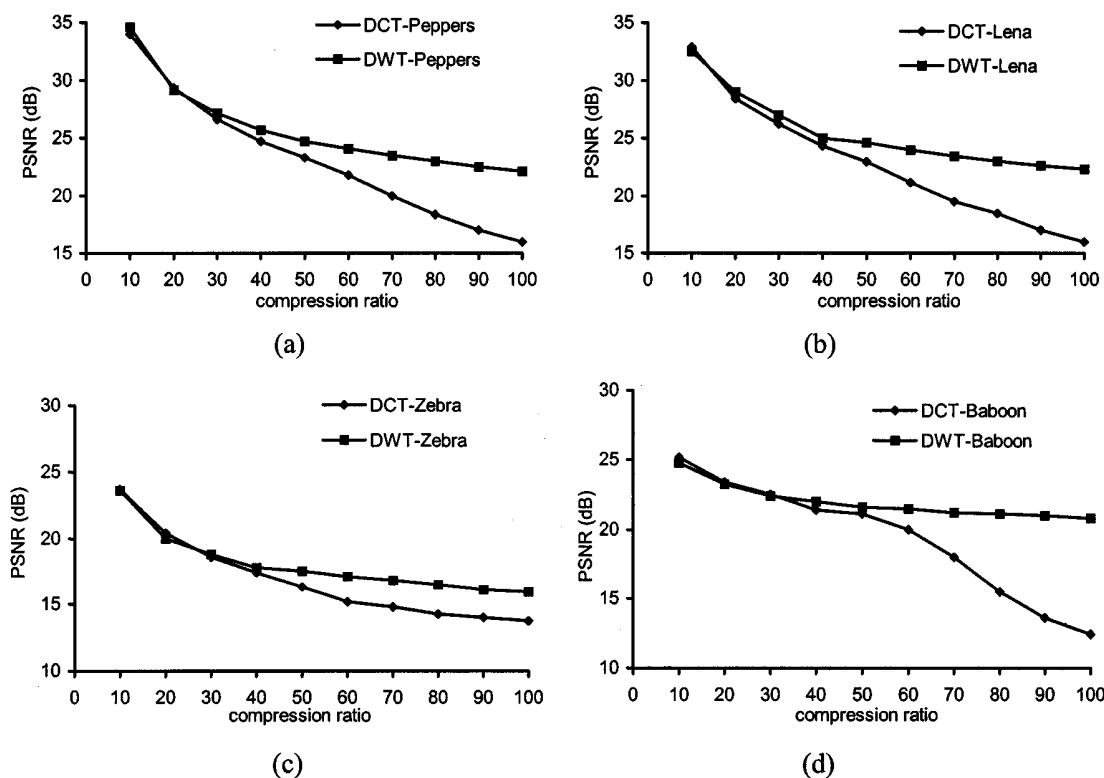 35
30
25
20
15
PSNR (dB)
DCT-Peppers
DWT-Peppers
0 10 20 30 40 50 60 70 80 90 100
compression ratio
(a)
35
30
25
20
15
PSNR (dB)
DCT-Lena
DWT-Lena
0 10 20 30 40 50 60 70 80 90 100
compression ratio
(b)
30
25
20
15
10
PSNR (dB)
DCT-Zebra
DWT-Zebra
0 10 20 30 40 50 60 70 80 90 100
compression ratio
(c)
30
25
20
15
10
PSNR (dB)
DCT-Baboon
DWT-Baboon
0 10 20 30 40 50 60 70 80 90 100
compression ratio
(d)